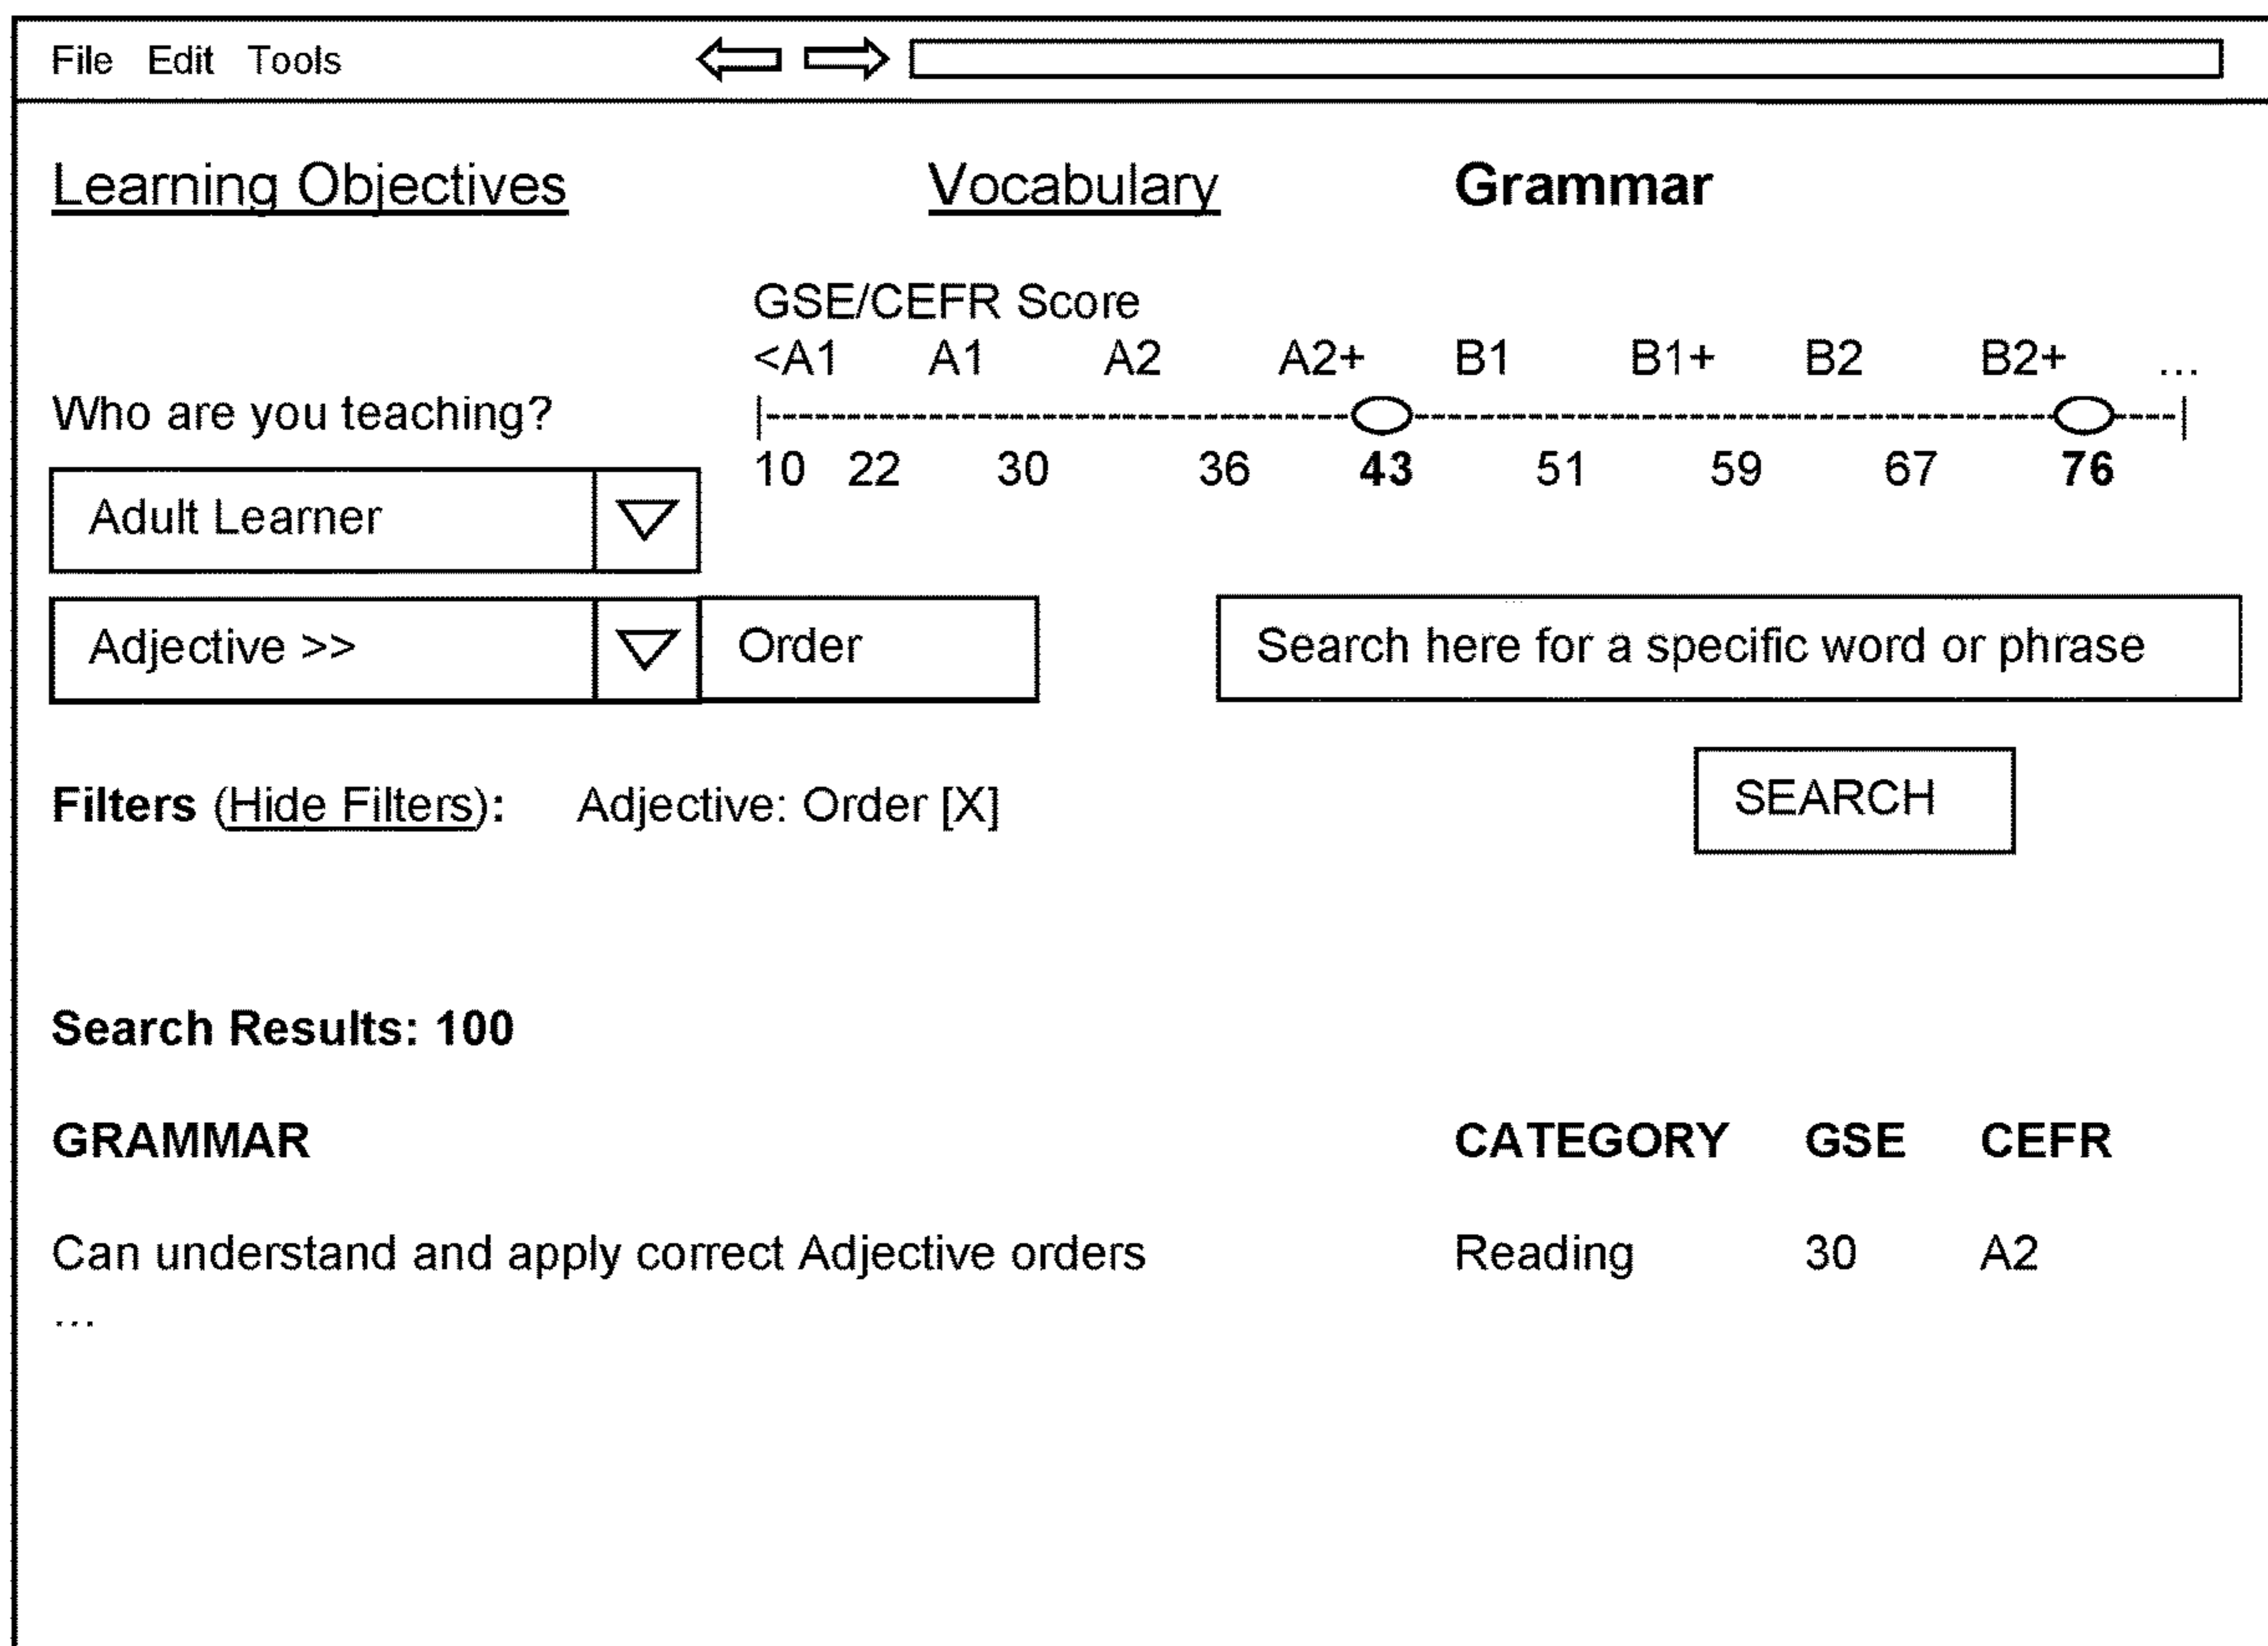 File Edit Tools
Learning Objectives Vocabulary Grammar
GSE/CEFR Score
<A1 A1 A2 A2+ B1 B1+ B2 B2+ ...
Who are you teaching?
10 22 30 36 43 51 59 67 76
Adult Learner
Adjective >> Order Search here for a specific word or phrase
Filters (Hide Filters): Adjective: Order [X] SEARCH
Search Results: 100
GRAMMAR CATEGORY GSE CEFR
Can understand and apply correct Adjective orders Reading 30 A2
...